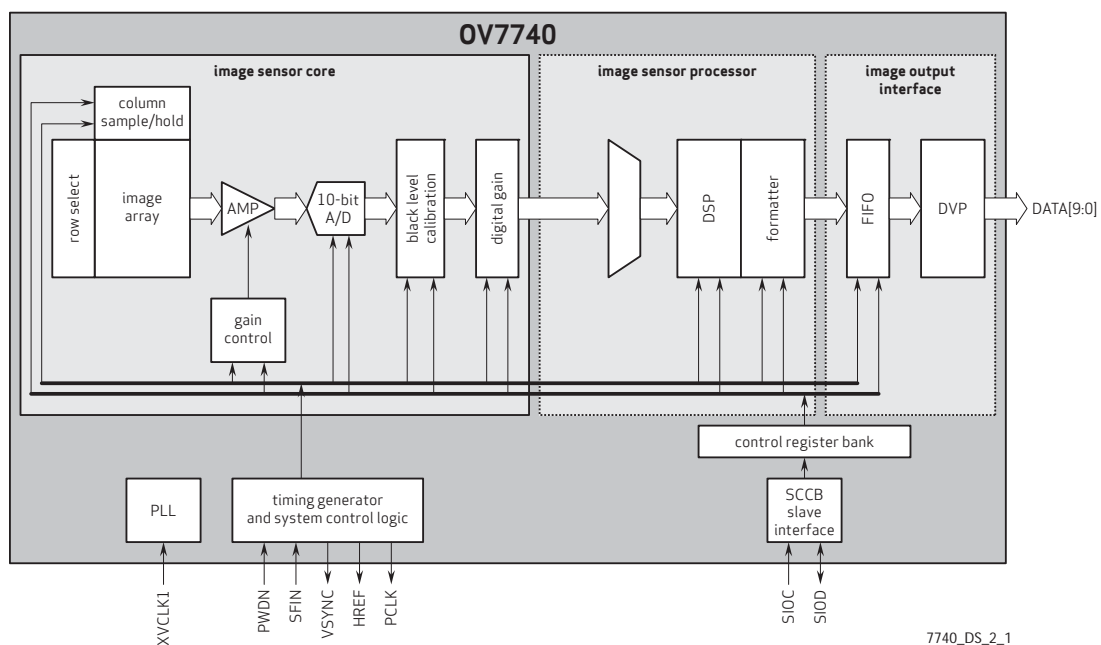 OV7740
image sensor core
image sensor processor
image output
interface
column
sample/hold
row select
image
array
AMP
10-bit
A/D
black level
calibration
digital gain
DSP
formatter
FIFO
DVP
DATA[9:0]
gain
control
control register bank
PLL
timing generator
and system control logic
SCCB
slave
interface
XVCLK1
PWDN
SFIN
VSYNC
HREF
PCLK
SIOC
SIOD
7740_DS_2_1